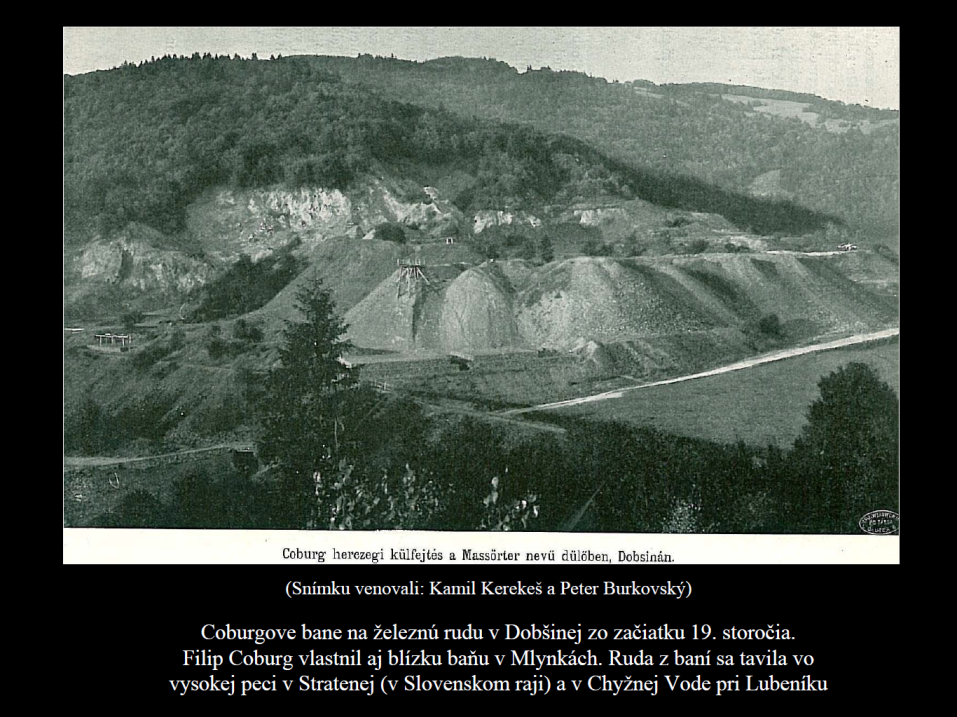 Coburg herczegi külfejtés a Massörter nevü dülőben, Dobsinán.
(Snímku venovali: Kamil Kerekeš a Peter Burkovský)
Coburgove bane na železnú rudu v Dobšinej zo začiatku 19. storočia.
Filip Coburg vlastnil aj blízku baňu v Mlynkách. Ruda z baní sa tavila vo
vysokej peci v Stratenej (v Slovenskom raji) a v Chyžnej Vode pri Lubeníku